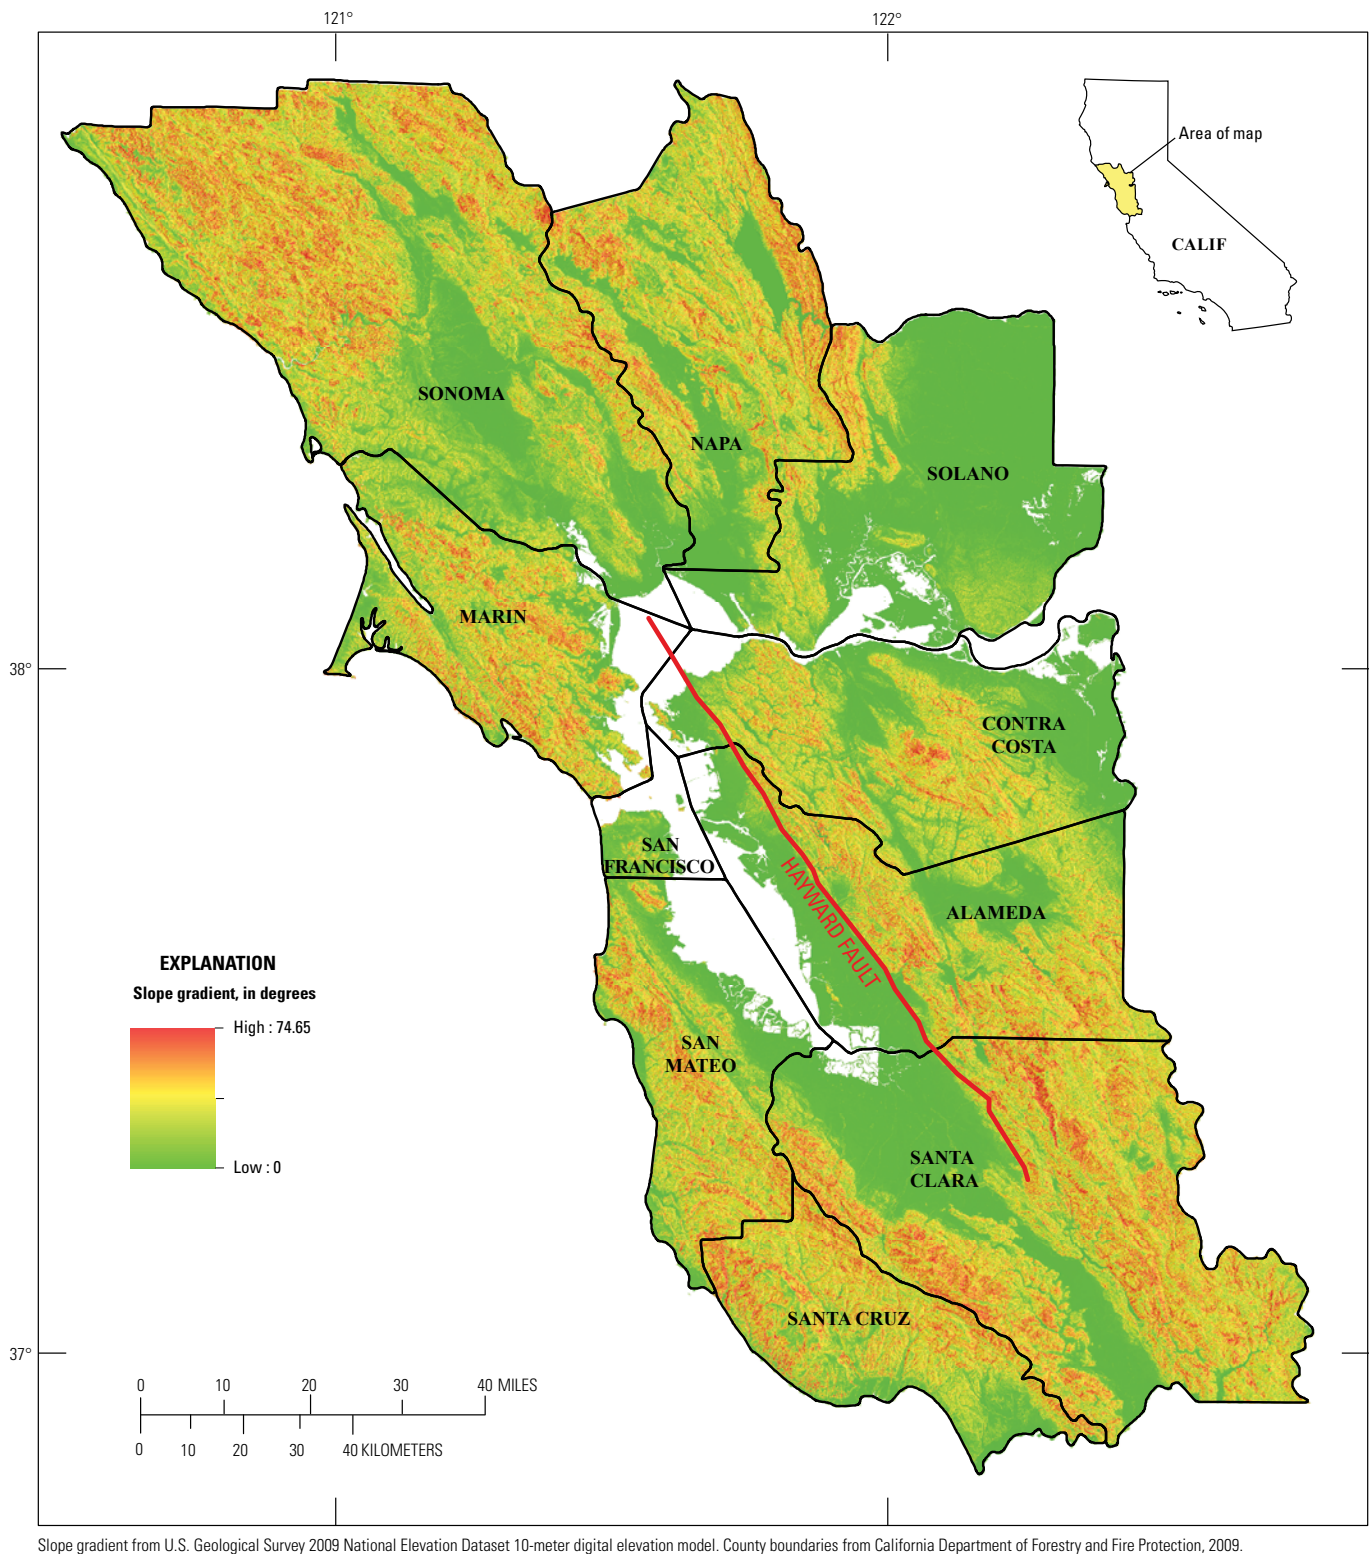 121°
122°
Area of map
CALIF
SONOMA
NAPA
SOLANO
MARIN
38°
38°
CONTRA
COSTA
SAN
FRANCISCO
HAYWARD FAULT
ALAMEDA
EXPLANATION
Slope gradient, in degrees
High : 74.65
Low : 0
SAN
MATEO
SANTA
CLARA
SANTA CRUZ
37°
0 10 20 30 40 MILES
0 10 20 30 40 KILOMETERS
Slope gradient from U.S. Geological Survey 2009 National Elevation Dataset 10-meter digital elevation model. County boundaries from California Department of Forestry and Fire Protection, 2009.